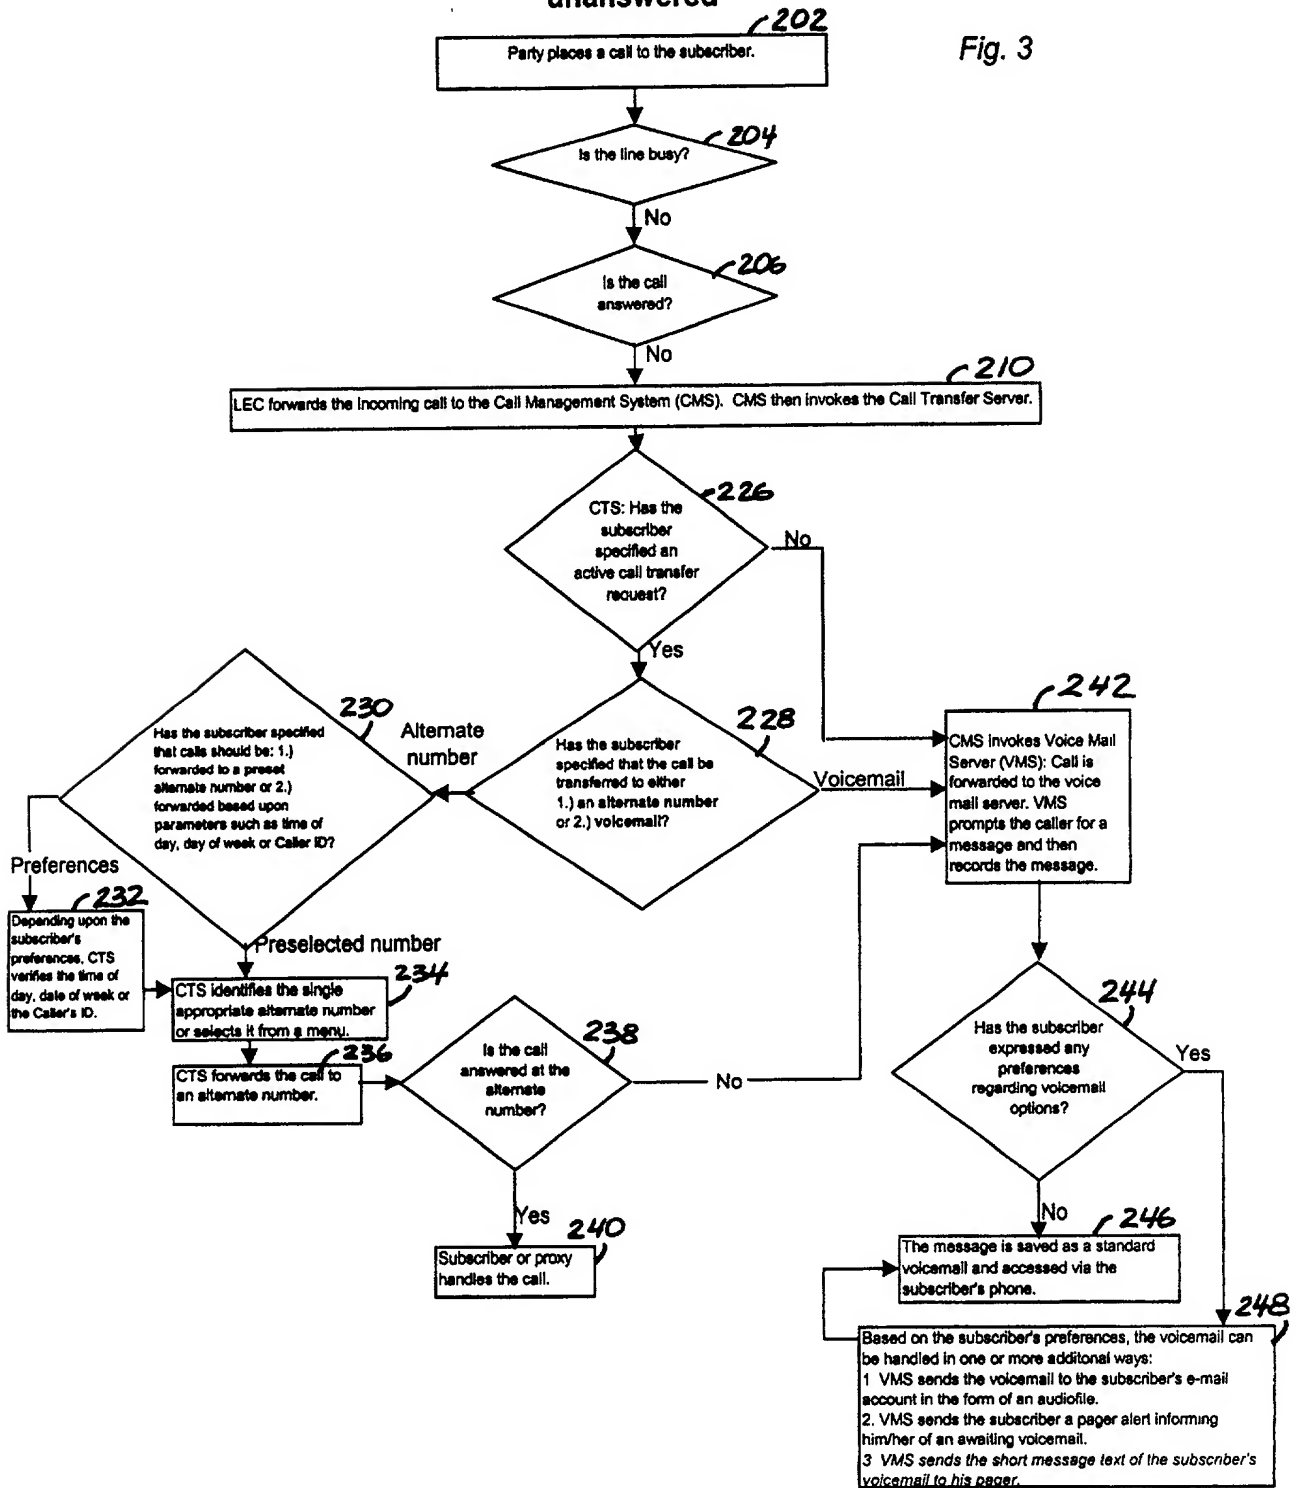 unanswered
202
Fig. 3
Party places a call to the subscriber.
204
Is the line busy?
No
206
Is the call
answered?
No
210
LEC forwards the incoming call to the Call Management System (CMS). CMS then invokes the Call Transfer Server.
226
CTS: Has the
subscriber
specified an
active call transfer
request?
No
Yes
230
Has the subscriber specified
that calls should be: 1.)
forwarded to a preset
alternate number or 2.)
forwarded based upon
parameters such as time of
day, day of week or Caller ID?
Alternate
number
228
Has the subscriber
specified that the call be
transferred to either
1.) an alternate number
or 2.) voicemail?
Voicemail
242
CMS invokes Voice Mail
Server (VMS): Call is
forwarded to the voice
mail server. VMS
prompts the caller for a
message and then
records the message.
Preferences
232
Depending upon the
subscriber's
preferences, CTS
verifies the time of
day, date of week or
the Caller's ID.
Preselected number
234
CTS identifies the single
appropriate alternate number
or selects it from a menu.
236
CTS forwards the call to
an alternate number.
238
Is the call
answered at the
alternate
number?
No
Yes
240
Subscriber or proxy
handles the call.
244
Has the subscriber
expressed any
preferences
regarding voicemail
options?
Yes
No
246
The message is saved as a standard
voicemail and accessed via the
subscriber's phone.
248
Based on the subscriber's preferences, the voicemail can
be handled in one or more additonal ways:
1 VMS sends the voicemail to the subscriber's e-mail
account in the form of an audiofile.
2. VMS sends the subscriber a pager alert informing
him/her of an awaiting voicemail.
3 VMS sends the short message text of the subscriber's
voicemail to his pager.